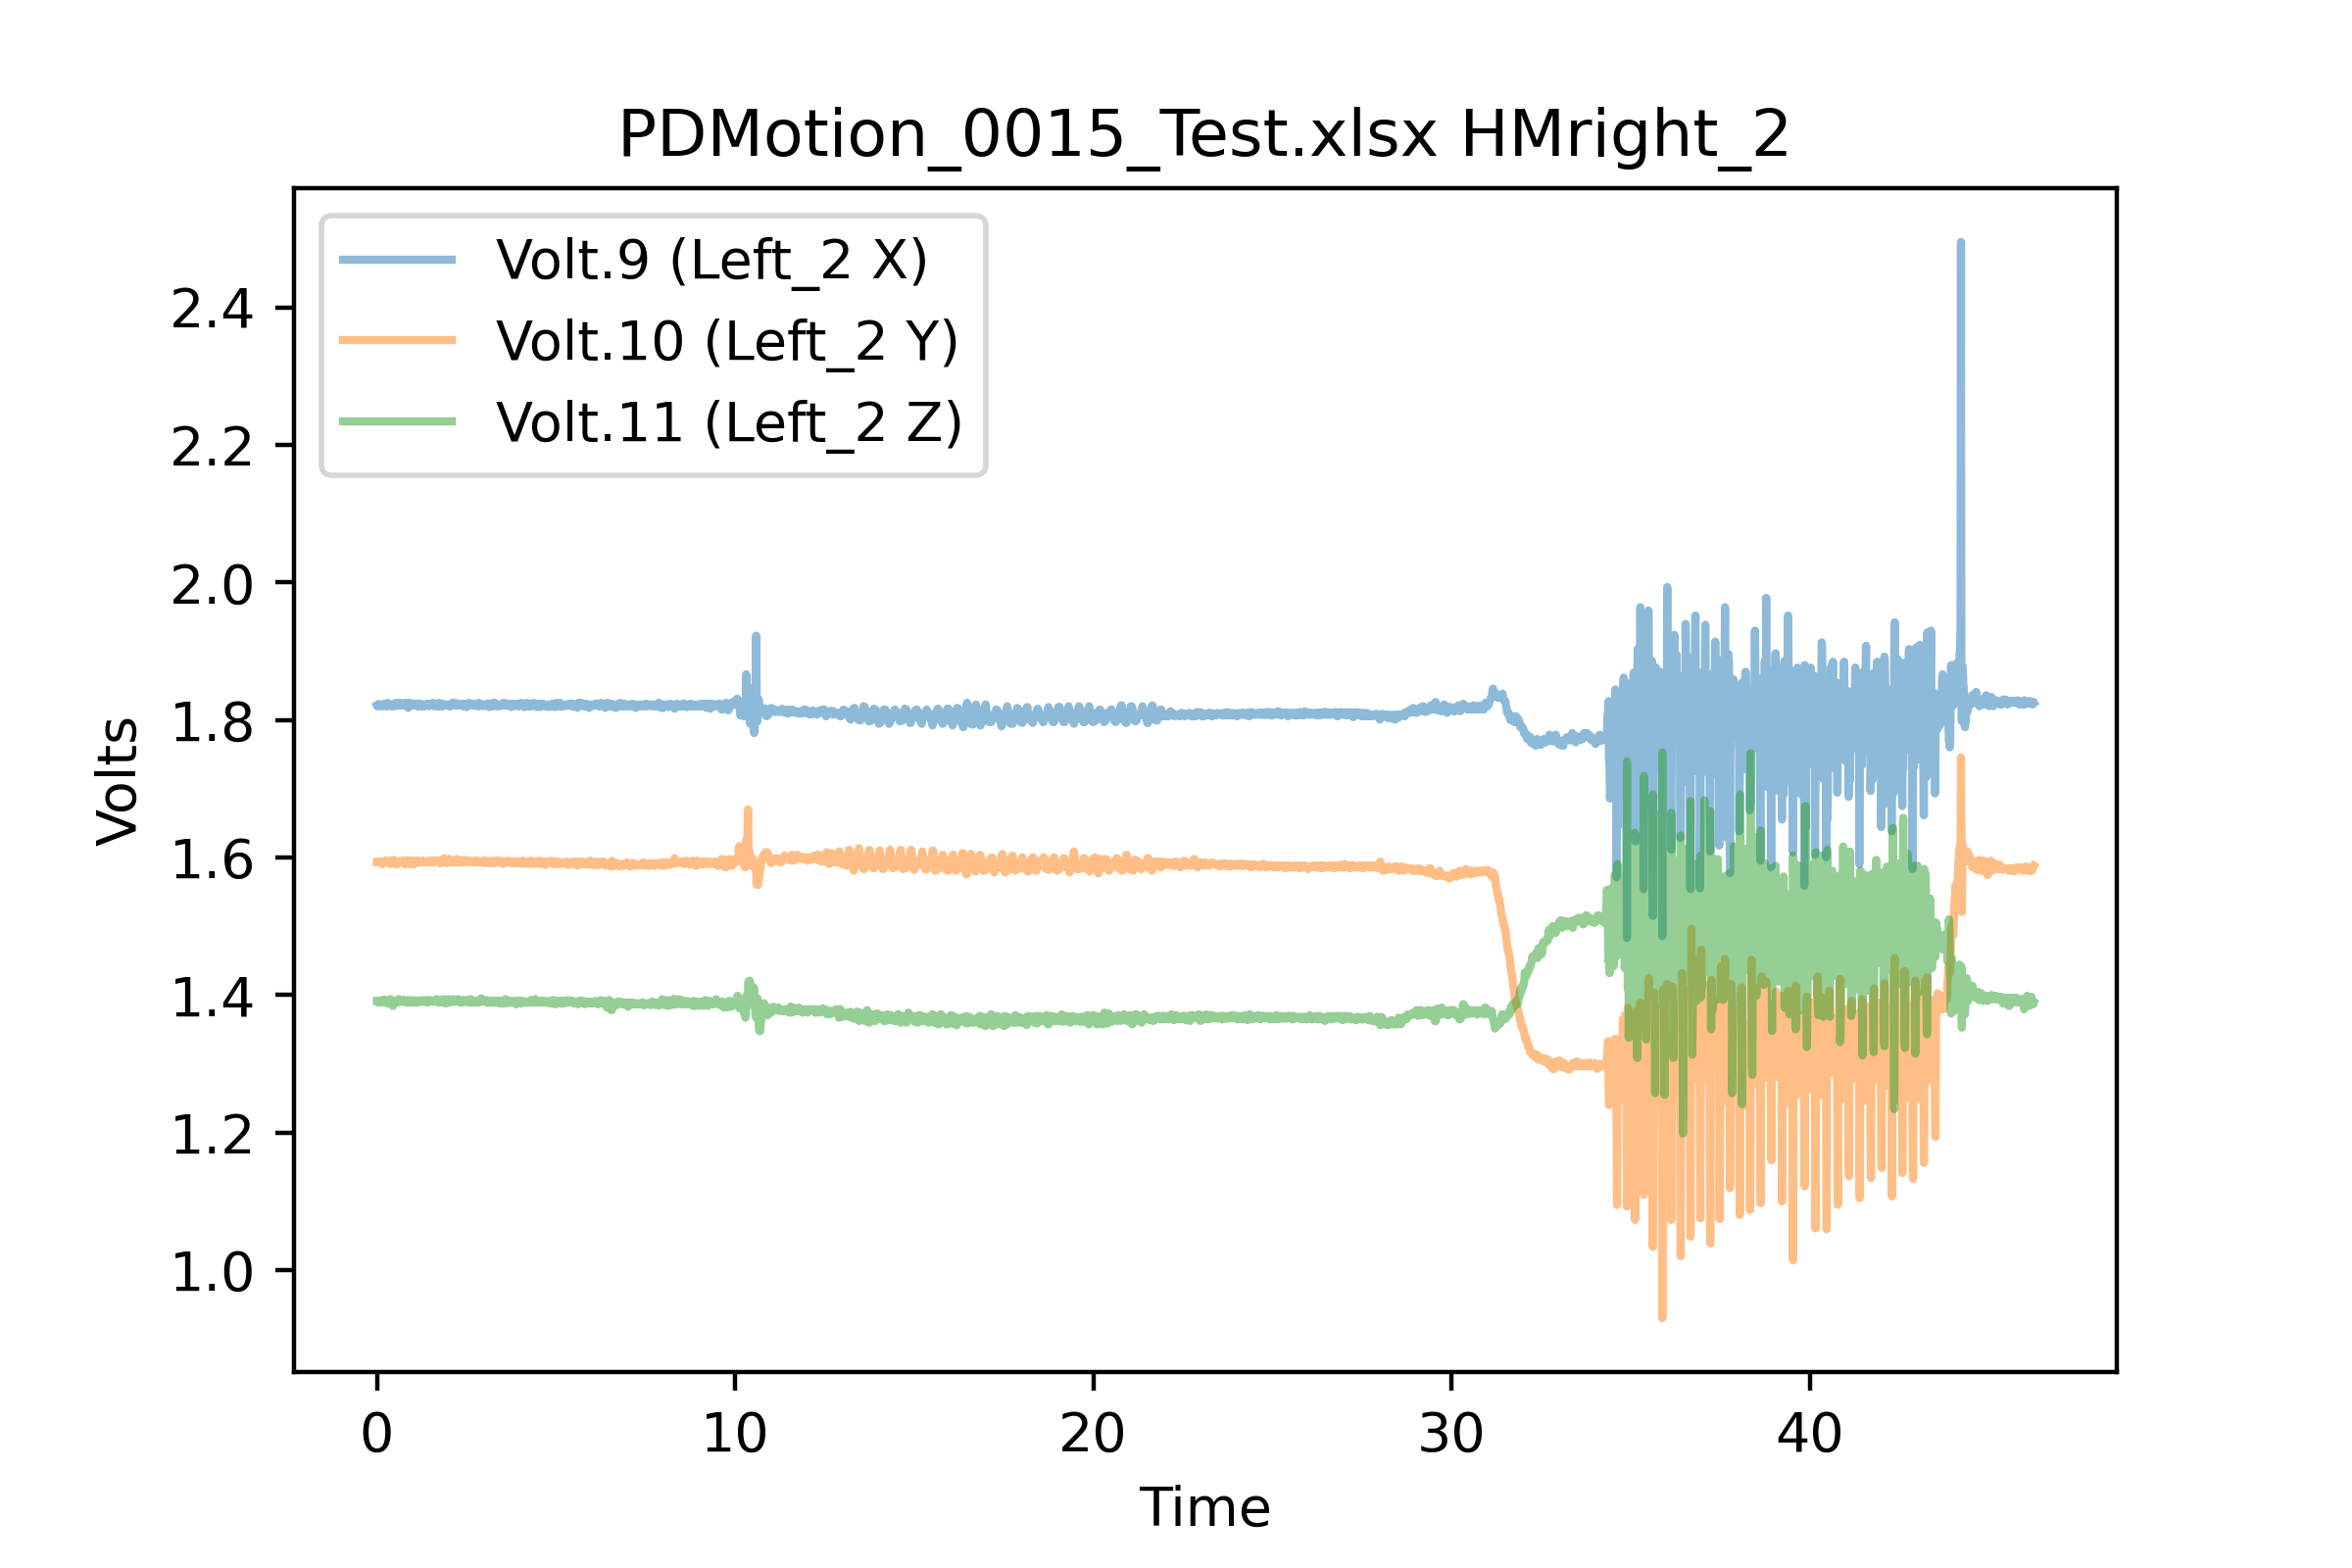 PDMotion_0015_Test.xlsx HMright_2
Volt.9 (Left_2 X)
Volt.10 (Left_2 Y)
Volt.11 (Left_2 Z)
2.4
2.2
2.0
1.8
1.6
1.4
1.2
1.0
Volts
0 10 20 30 40
Time